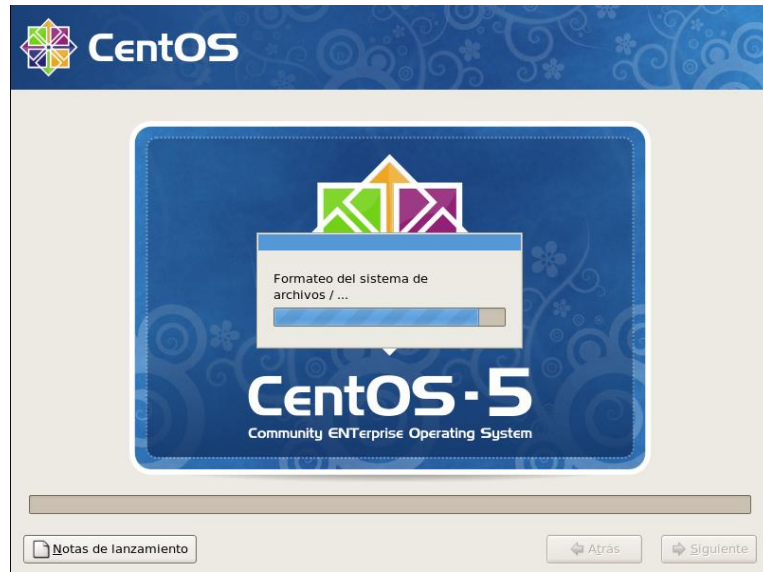 CentOS
Formateo del sistema de
archivos / ...
CentOS - 5
Community ENTerprise Operating System
Notas de lanzamiento
Atrás
Siguiente